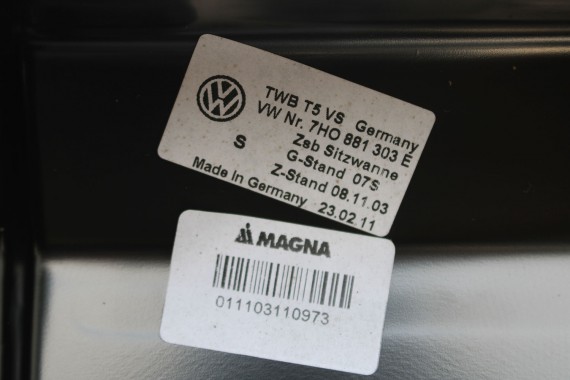 TWB T5 VS Germany
VW Nr. 7HO 881 303 E
Zsb Sitzwanne
S G-Stand 07S
Z-Stand 08.11.03
Made In Germany 23.02.11
MAGNA
011103110973